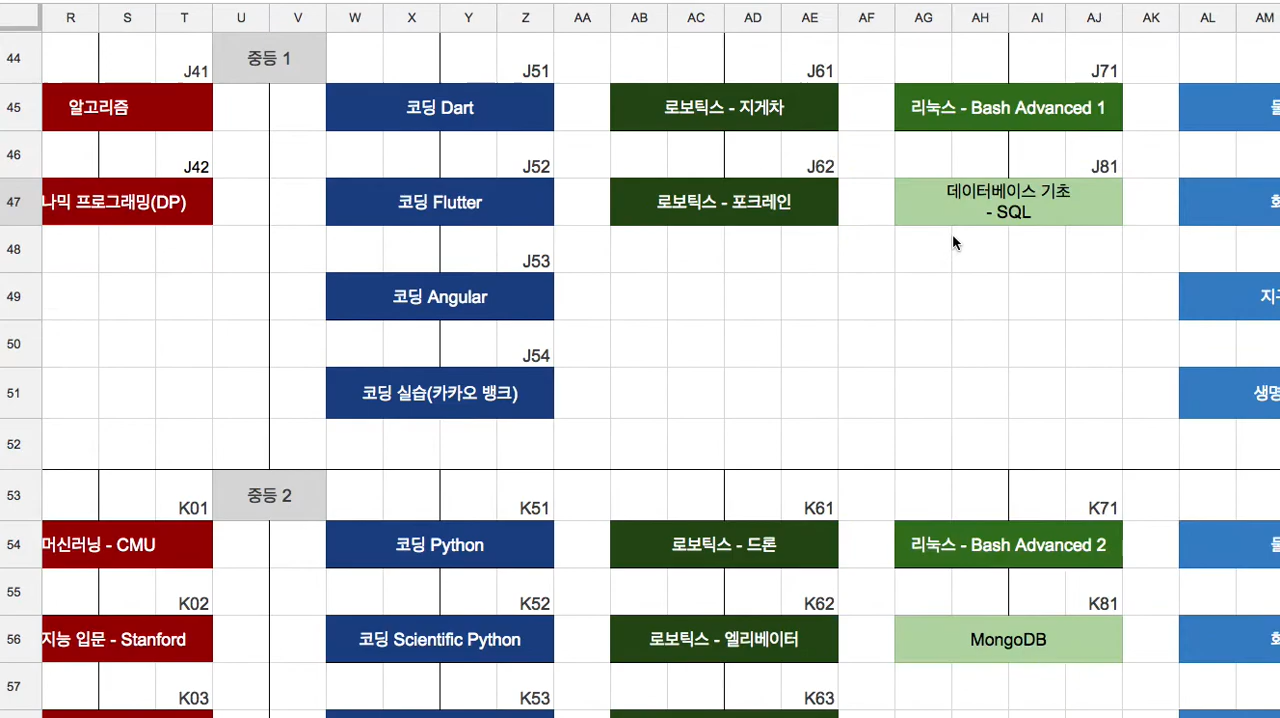 R S T U V W X Y Z AA AB AC AD AE AF AG AH AI AJ AK AL AM
44 J41 중등 1 J51 J61 J71
45 알고리즘 코딩 Dart 로보틱스 - 지게차 리눅스 - Bash Advanced 1
46 J42 J52 J62 J81
47 나믹 프로그래밍(DP) 코딩 Flutter 로보틱스 - 포크레인 데이터베이스 기초
- SQL
48 J53
49 코딩 Angular 지구
50 J54
51 코딩 실습(카카오 뱅크) 생명
52
53 K01 중등 2 K51 K61 K71
54 머신러닝 - CMU 코딩 Python 로보틱스 - 드론 리눅스 - Bash Advanced 2
55 K02 K52 K62 K81
56 지능 입문 - Stanford 코딩 Scientific Python 로보틱스 - 엘리베이터 MongoDB
57 K03 K53 K63